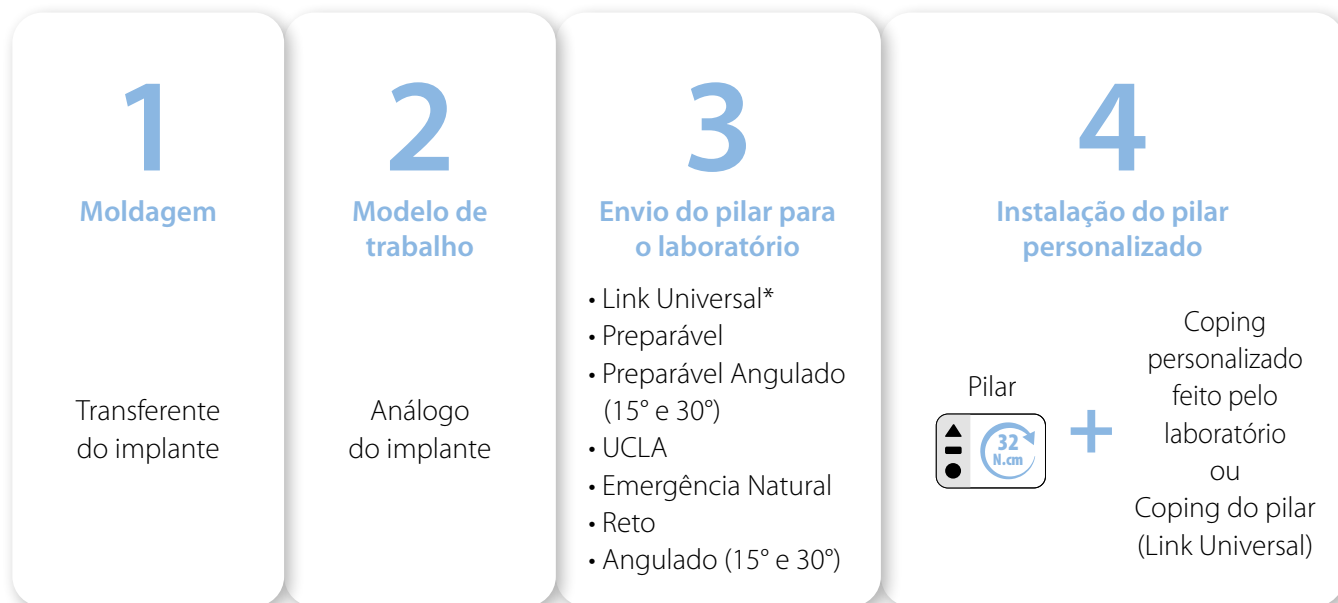 1
Moldagem
Transferente
do implante
2
Modelo de
trabalho
Análogo
do implante
3
Envio do pilar para
o laboratório
• Link Universal*
• Preparável
• Preparável Angulado
(15° e 30°)
• UCLA
• Emergência Natural
• Reto
• Angulado (15° e 30°)
4
Instalação do pilar
personalizado
Pilar
32
N.cm
+
Coping
personalizado
feito pelo
laboratório
ou
Coping do pilar
(Link Universal)